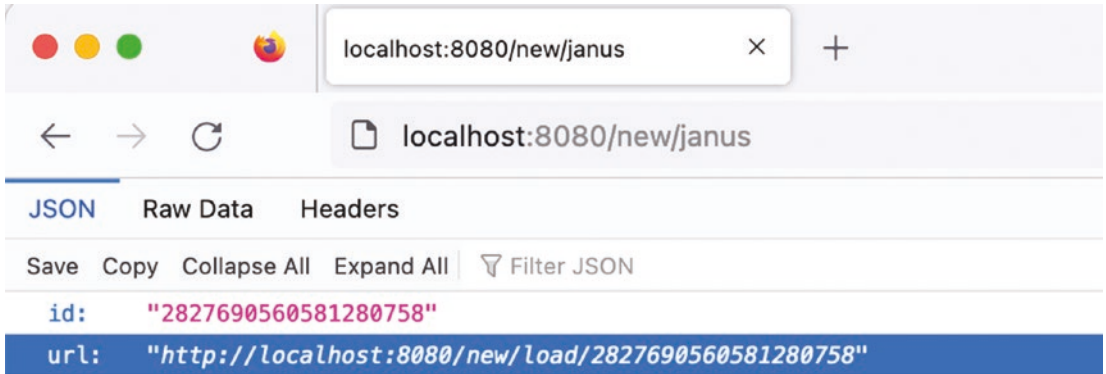 localhost:8080/new/janus
localhost:8080/new/janus
JSON Raw Data Headers
Save Copy Collapse All Expand All Filter JSON
id: "2827690560581280758"
url: "http://localhost:8080/new/load/2827690560581280758"